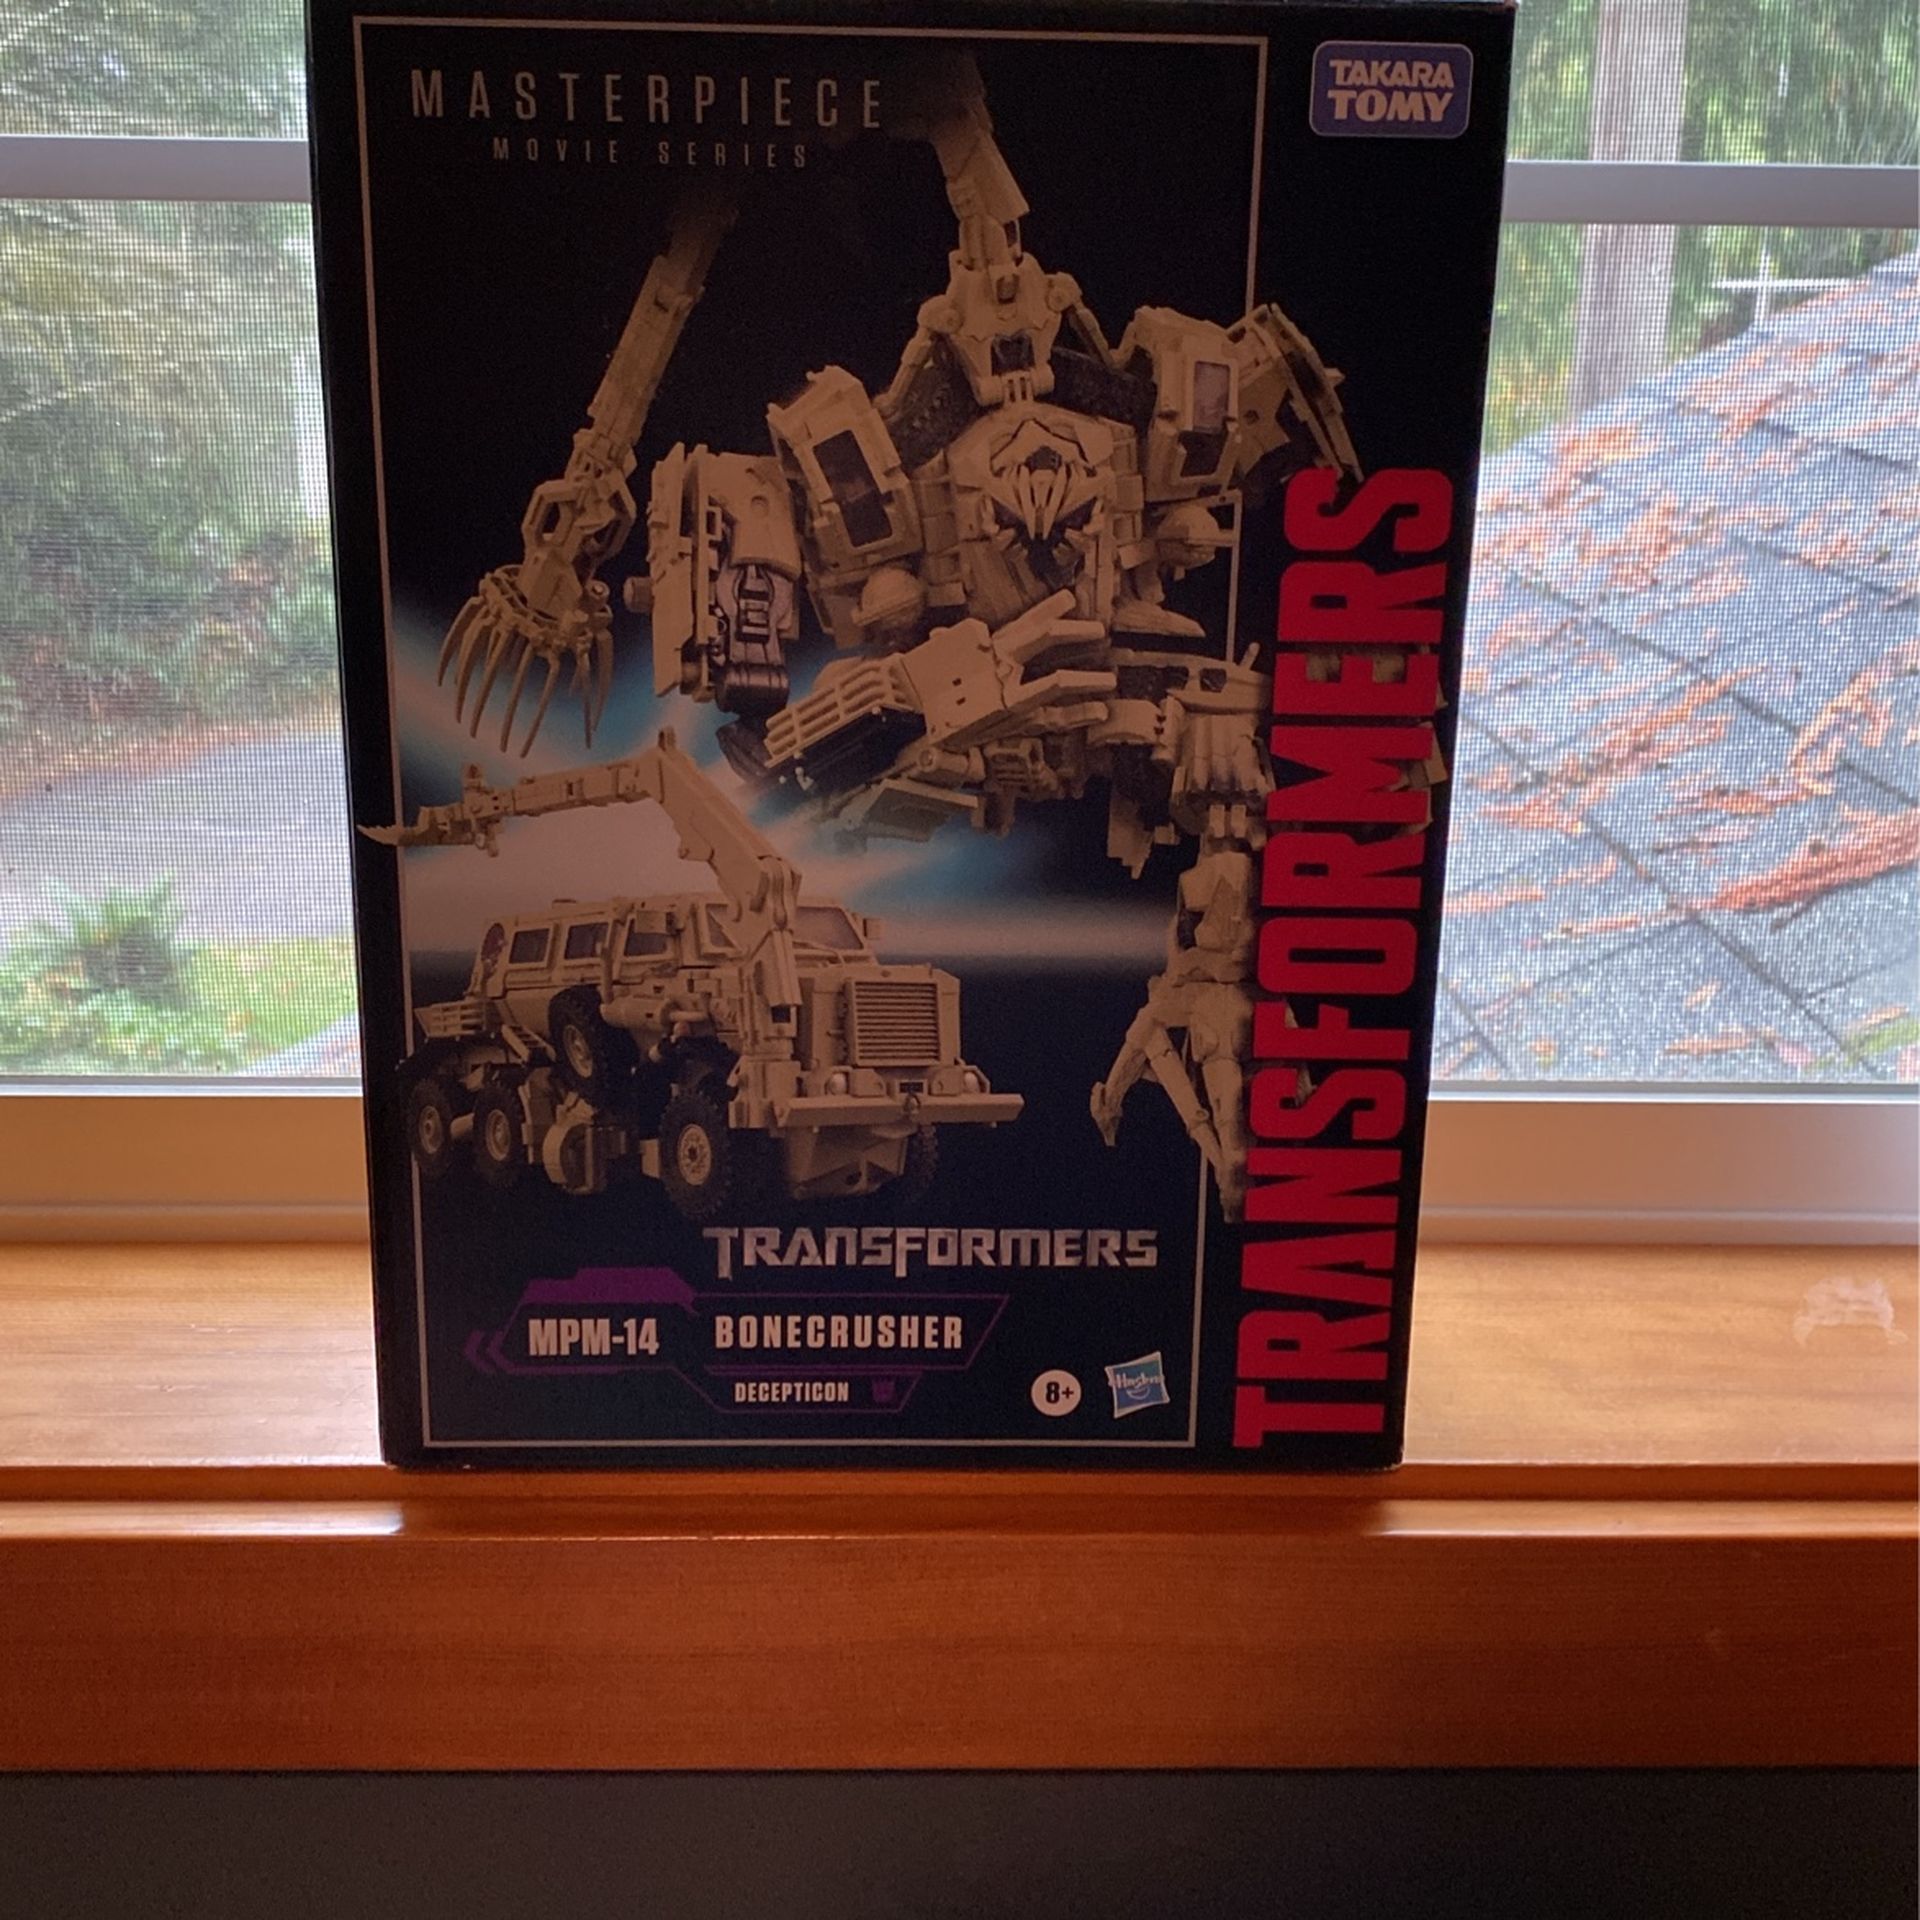 MASTERPIECE
MOVIE SERIES
TAKARA
TOMY
TRANSFORMERS
TRANSFORMERS
MPM-14
BONECRUSHER
DECEPTICON
8+
Hasbro